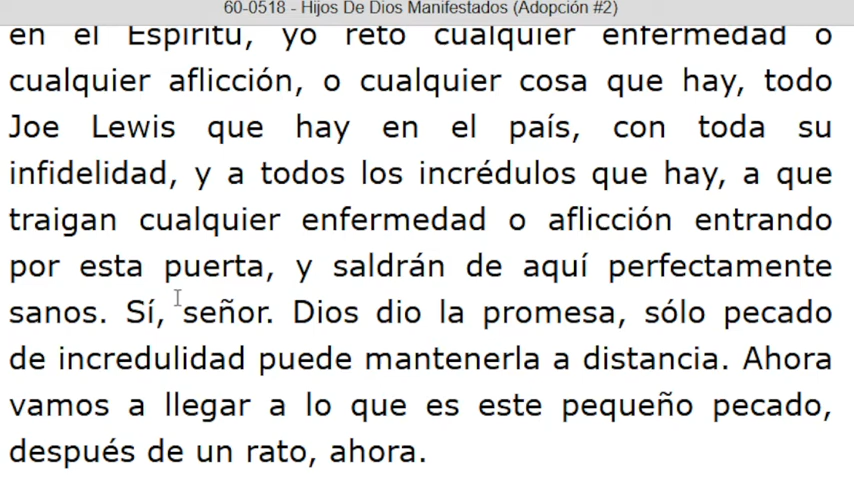 60-0518 - Hijos De Dios Manifestados (Adopción #2)
en el Espíritu, yo reto cualquier enfermedad o
cualquier aflicción, o cualquier cosa que hay, todo
Joe Lewis que hay en el país, con toda su
infidelidad, y a todos los incrédulos que hay, a que
traigan cualquier enfermedad o aflicción entrando
por esta puerta, y saldrán de aquí perfectamente
sanos. Sí, señor. Dios dio la promesa, sólo pecado
de incredulidad puede mantenerla a distancia. Ahora
vamos a llegar a lo que es este pequeño pecado,
después de un rato, ahora.